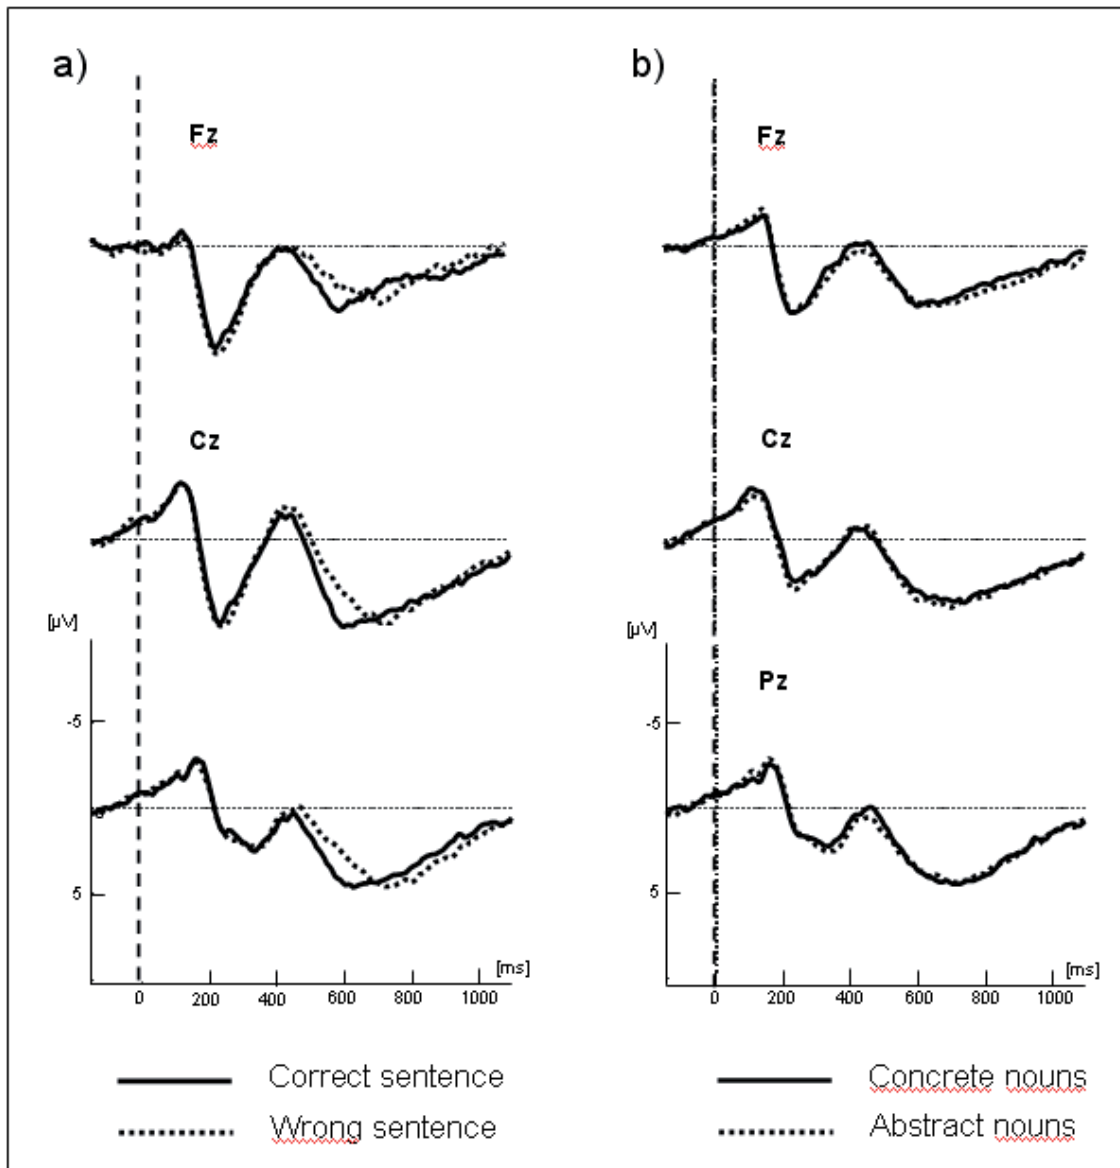 a)
Fz
Cz
[µV]
-5
5
[ms]
0 200 400 600 800 1000
Correct sentence
Wrong sentence
b)
Fz
Cz
[µV]
Pz
-5
5
[ms]
0 200 400 600 800 1000
Concrete nouns
Abstract nouns